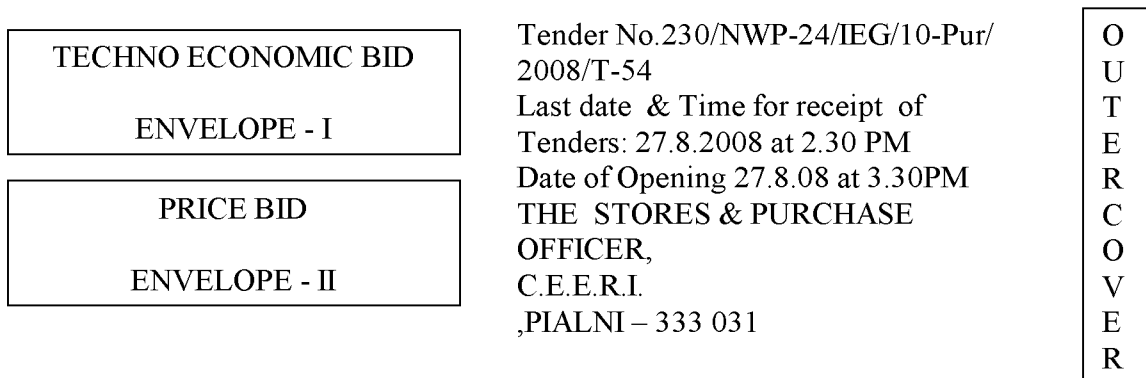 TECHNO ECONOMIC BID
ENVELOPE - I
PRICE BID
ENVELOPE - II
Tender No.230/NWP-24/IEG/10-Pur/
2008/T-54
Last date & Time for receipt of
Tenders: 27.8.2008 at 2.30 PM
Date of Opening 27.8.08 at 3.30PM
THE STORES & PURCHASE
OFFICER,
C.E.E.R.I.
,PIALNI – 333 031
O
U
T
E
R
C
O
V
E
R